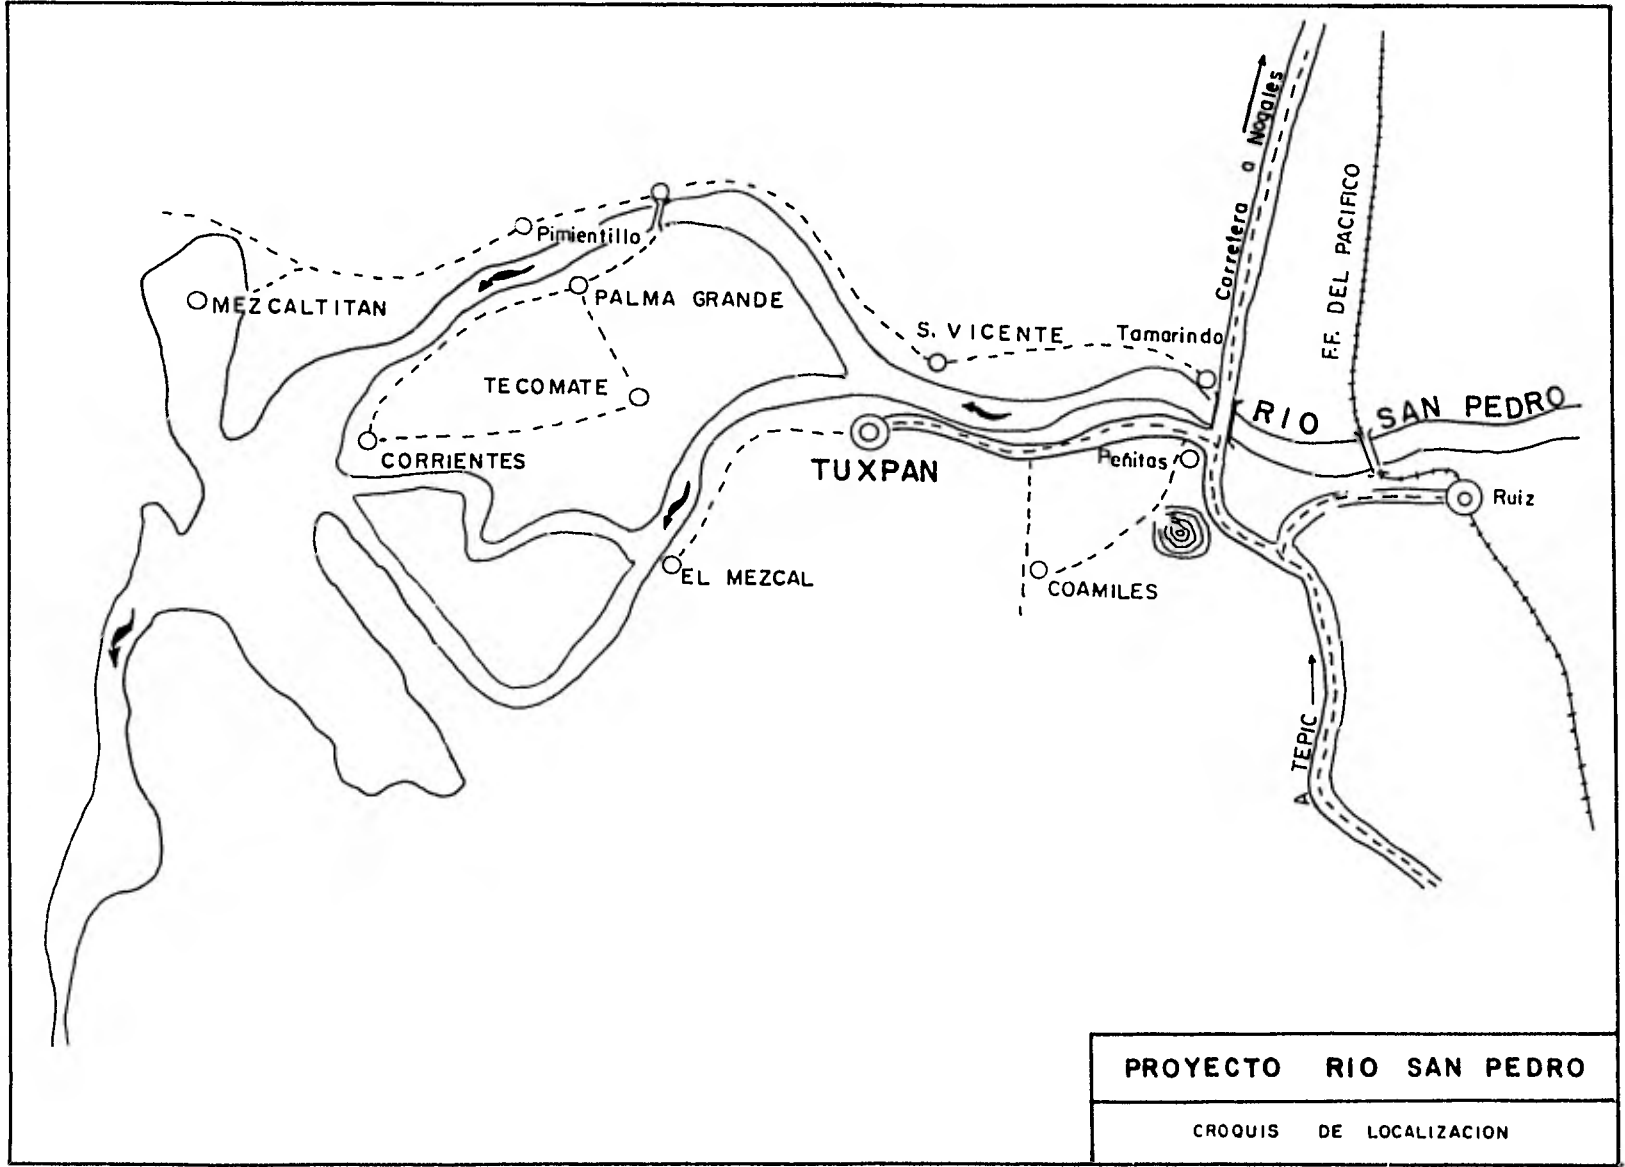 Carretera a Nogales
F.F. DEL PACIFICO
Pimientillo
MEZCALTITAN
PALMA GRANDE
S. VICENTE
Tamarindo
TECOMATE
RIO SAN PEDRO
CORRIENTES
TUXPAN
Peñitas
Ruiz
EL MEZCAL
COAMILES
A TEPIC
PROYECTO RIO SAN PEDRO
CROQUIS DE LOCALIZACION